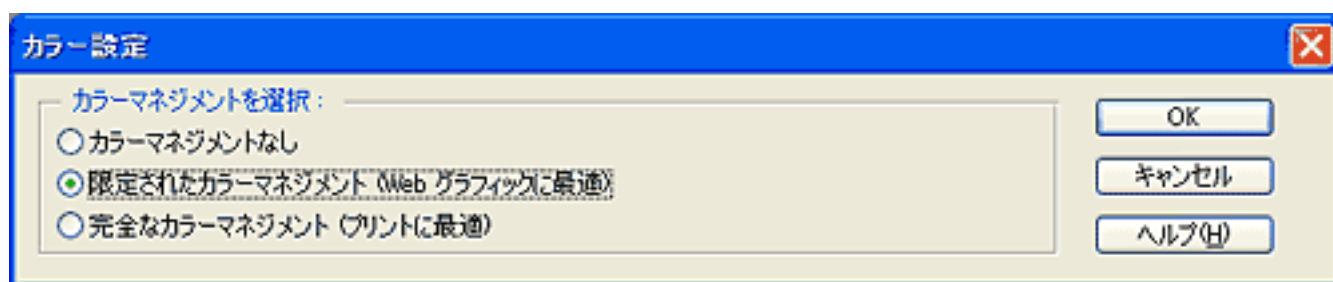 カラー設定
カラーマネジメントを選択：
カラーマネジメントなし
限定されたカラーマネジメント (Web グラフィックに最適)
完全なカラーマネジメント (プリントに最適)
OK
キャンセル
ヘルプ(H)